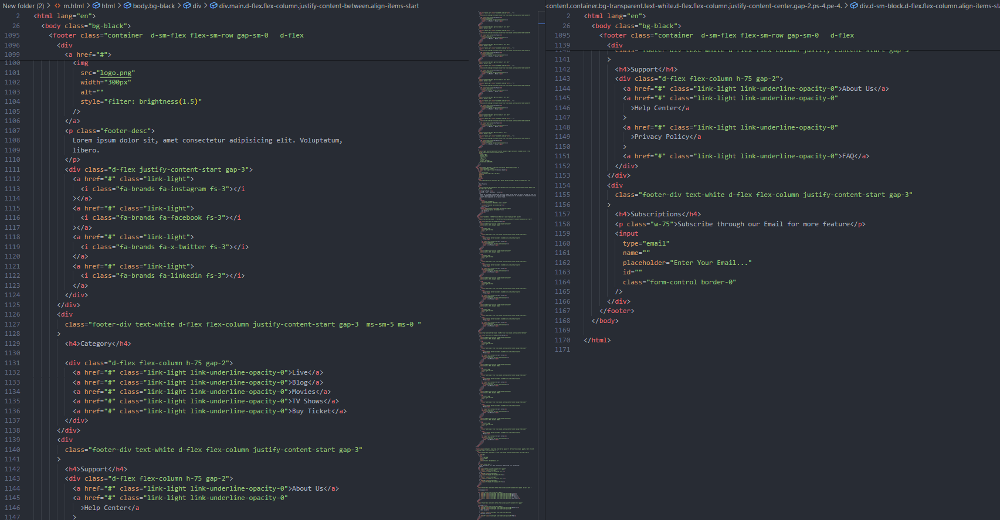 New folder (2) > <> m.html > html > body.bg-black > div > div.main.d-flex.flex-column.justify-content-between.align-items-start
2 <html lang="en">
26 <body class="bg-black">
1095 <footer class="container  d-sm-flex flex-sm-row gap-sm-0   d-flex
1096 <div
1099 <a href="#">
1100 <img
1101 src="logo.png"
1102 width="300px"
1103 alt=""
1104 style="filter: brightness(1.5)"
1105 />
1106 </a>
1107 <p class="footer-desc">
1108 Lorem ipsum dolor sit, amet consectetur adipisicing elit. Voluptatum,
1109 libero.
1110 </p>
1111 <div class="d-flex justify-content-start gap-3">
1112 <a href="#" class="link-light">
1113 <i class="fa-brands fa-instagram fs-3"></i
1114 ></a>
1115 <a href="#" class="link-light">
1116 <i class="fa-brands fa-facebook fs-3"></i
1117 ></a>
1118 <a href="#" class="link-light">
1119 <i class="fa-brands fa-x-twitter fs-3"></i>
1120 </a>
1121 <a href="#" class="link-light">
1122 <i class="fa-brands fa-linkedin fs-3"></i>
1123 </a>
1124 </div>
1125 </div>
1126 <div
1127 class="footer-div text-white d-flex flex-column justify-content-start gap-3  ms-sm-5 ms-0 "
1128 >
1129 <h4>Category</h4>
1130
1131 <div class="d-flex flex-column h-75 gap-2">
1132 <a href="#" class="link-light link-underline-opacity-0">Live</a>
1133 <a href="#" class="link-light link-underline-opacity-0">Blog</a>
1134 <a href="#" class="link-light link-underline-opacity-0">Movies</a>
1135 <a href="#" class="link-light link-underline-opacity-0">TV Shows</a>
1136 <a href="#" class="link-light link-underline-opacity-0">Buy Ticket</a>
1137 </div>
1138 </div>
1139 <div
1140 class="footer-div text-white d-flex flex-column justify-content-start gap-3"
1141 >
1142 <h4>Support</h4>
1143 <div class="d-flex flex-column h-75 gap-2">
1144 <a href="#" class="link-light link-underline-opacity-0">About Us</a>
1145 <a href="#" class="link-light link-underline-opacity-0"
1146 >Help Center</a
1147 >
content.container.bg-transparent.text-white.d-flex.flex-column.justify-content-center.gap-2.ps-4.pe-4. > div.d-sm-block.d-flex.flex-column.align-items-sta
2 <html lang="en">
26 <body class="bg-black">
1095 <footer class="container  d-sm-flex flex-sm-row gap-sm-0   d-flex
1139 <div
1140 class="footer-div text-white d-flex flex-column justify-content-start gap-3"
1141 >
1142 <h4>Support</h4>
1143 <div class="d-flex flex-column h-75 gap-2">
1144 <a href="#" class="link-light link-underline-opacity-0">About Us</a>
1145 <a href="#" class="link-light link-underline-opacity-0"
1146 >Help Center</a
1147 >
1148 <a href="#" class="link-light link-underline-opacity-0"
1149 >Privacy Policy</a
1150 >
1151 <a href="#" class="link-light link-underline-opacity-0">FAQ</a>
1152 </div>
1153 </div>
1154 <div
1155 class="footer-div text-white d-flex flex-column justify-content-start gap-3"
1156 >
1157 <h4>Subscriptions</h4>
1158 <p class="w-75">Subscribe through our Email for more feature</p>
1159 <input
1160 type="email"
1161 name=""
1162 placeholder="Enter Your Email..."
1163 id=""
1164 class="form-control border-0"
1165 />
1166 </div>
1167 </footer>
1168 </body>
1169
1170 </html>
1171